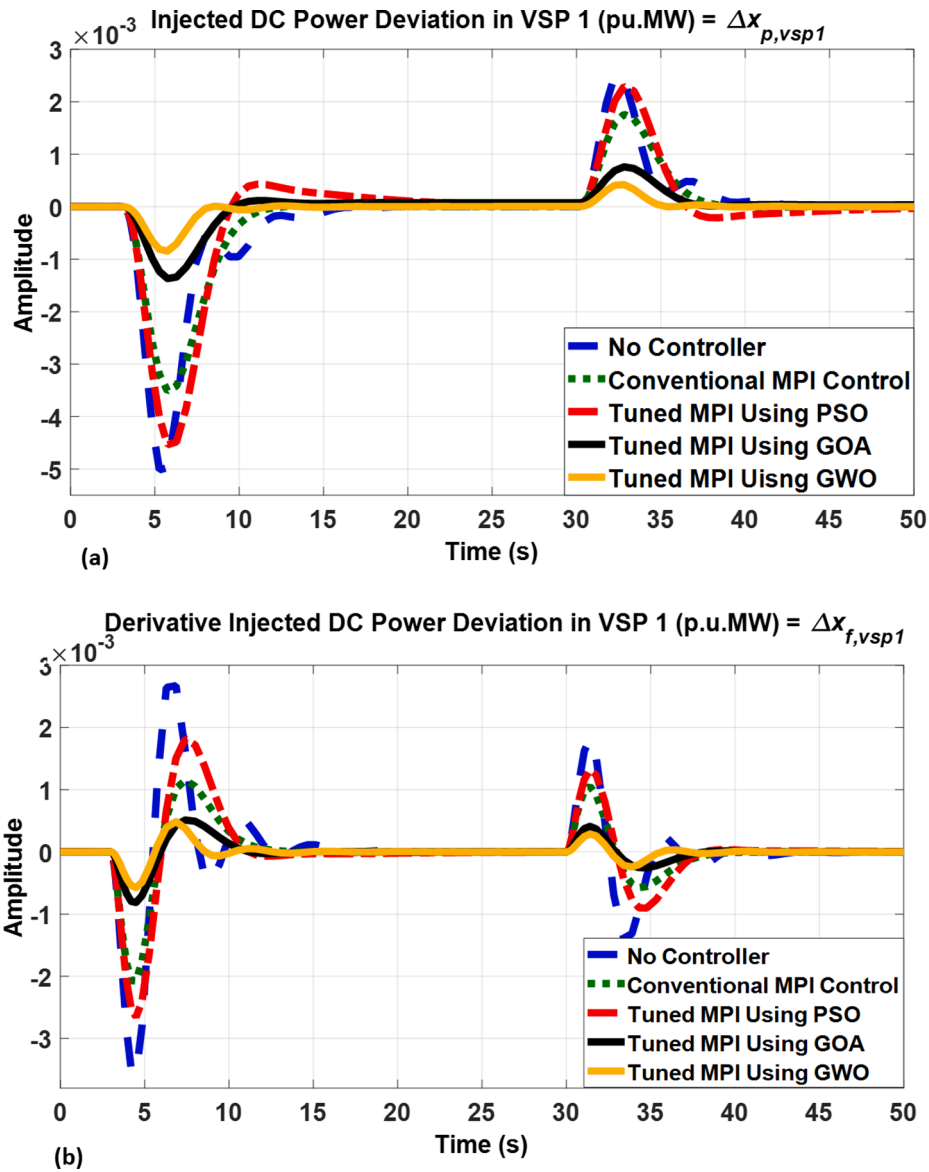 Injected DC Power Deviation in VSP 1 (pu.MW) = Δx_{p,vsp1}
×10^{-3}
3
2
1
0
-1
-2
-3
-4
-5
Amplitude
No Controller
Conventional MPI Control
Tuned MPI Using PSO
Tuned MPI Using GOA
Tuned MPI Uisng GWO
0 5 10 15 20 25 30 35 40 45 50
Time (s)
(a)
Derivative Injected DC Power Deviation in VSP 1 (p.u.MW) = Δx_{f,vsp1}
×10^{-3}
3
2
1
0
-1
-2
-3
Amplitude
No Controller
Conventional MPI Control
Tuned MPI Using PSO
Tuned MPI Using GOA
Tuned MPI Using GWO
0 5 10 15 20 25 30 35 40 45 50
Time (s)
(b)